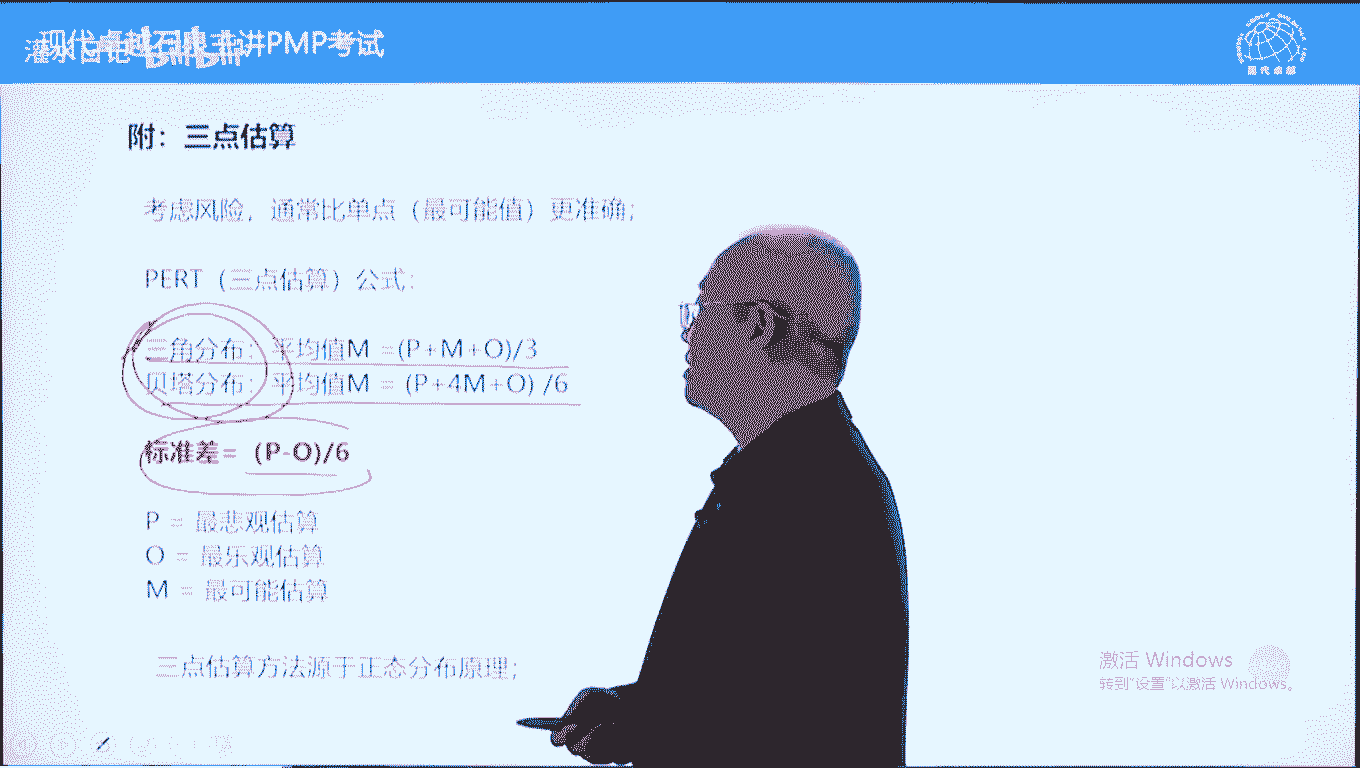 现代卓越石泉主讲PMP考试
现代卓越
附：三点估算
考虑风险，通常比单点（最可能值）更准确；
PERT（三点估算）公式：
三角分布：平均值M =(P+M+O)/3
贝塔分布：平均值M = (P+4M+O) /6
标准差= (P-O)/6
P = 最悲观估算
O = 最乐观估算
M = 最可能估算
三点估算方法源于正态分布原理；
激活 Windows
转到"设置"以激活 Windows。